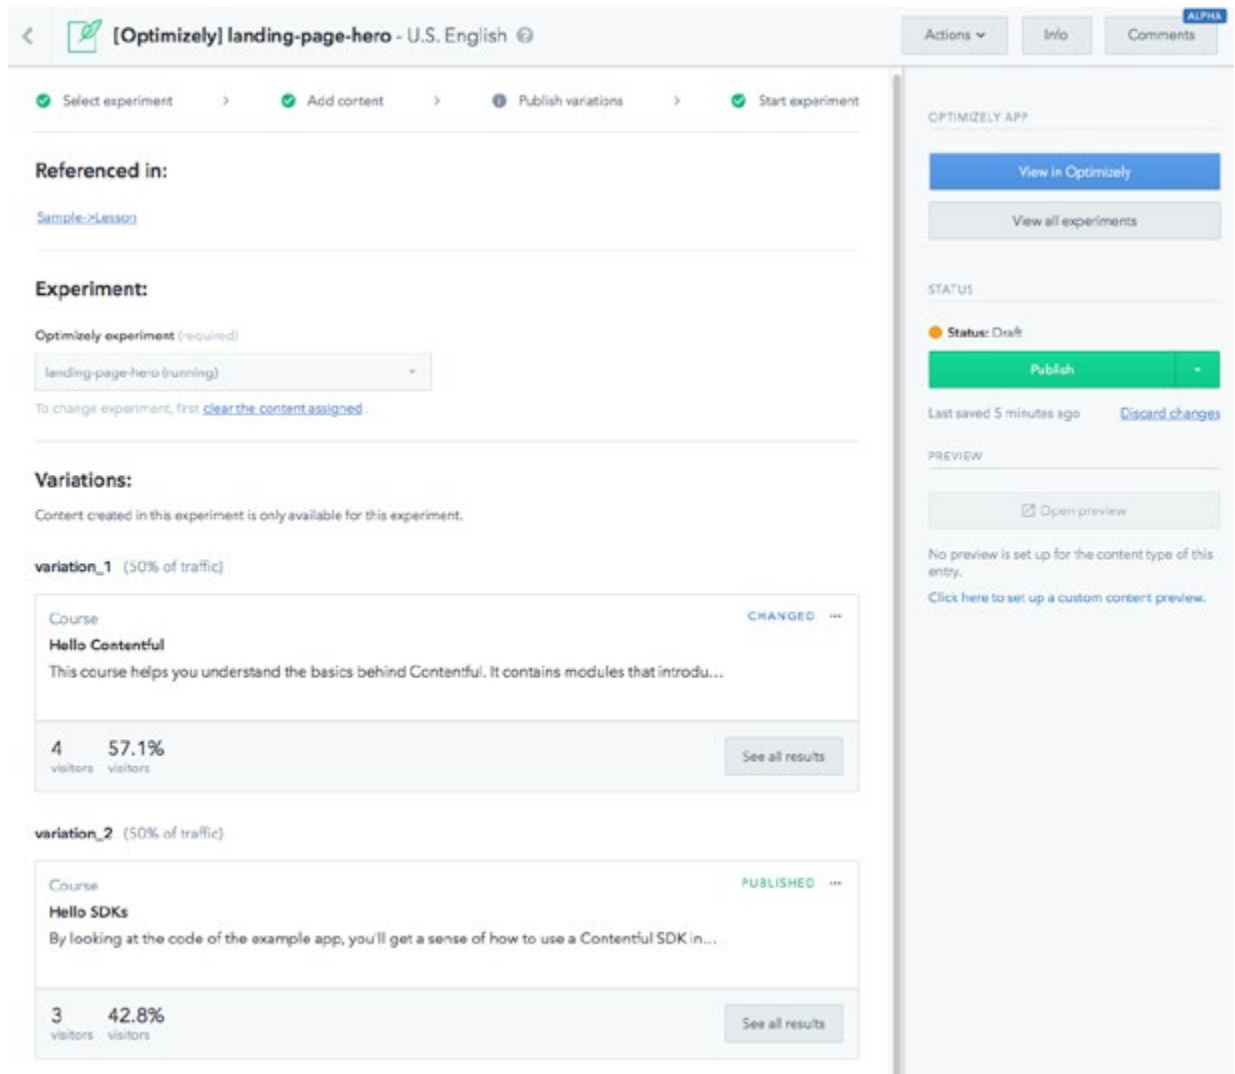 [Optimizely] landing-page-hero - U.S. English
Actions
Info
ALPHA
Comments
Select experiment > Add content > Publish variations > Start experiment
Referenced in:
Sample->Lesson
Experiment:
Optimizely experiment (required)
landing-page-hero (running)
To change experiment, first clear the content assigned .
Variations:
Content created in this experiment is only available for this experiment.
variation_1 (50% of traffic)
Course
CHANGED ...
Hello Contentful
This course helps you understand the basics behind Contentful. It contains modules that introdu...
4 57.1%
visitors visitors
See all results
variation_2 (50% of traffic)
Course
PUBLISHED ...
Hello SDKs
By looking at the code of the example app, you'll get a sense of how to use a Contentful SDK in...
3 42.8%
visitors visitors
See all results
OPTIMIZELY APP
View in Optimizely
View all experiments
STATUS
Status: Draft
Publish
Last saved 5 minutes ago Discard changes
PREVIEW
Open preview
No preview is set up for the content type of this
entry.
Click here to set up a custom content preview.